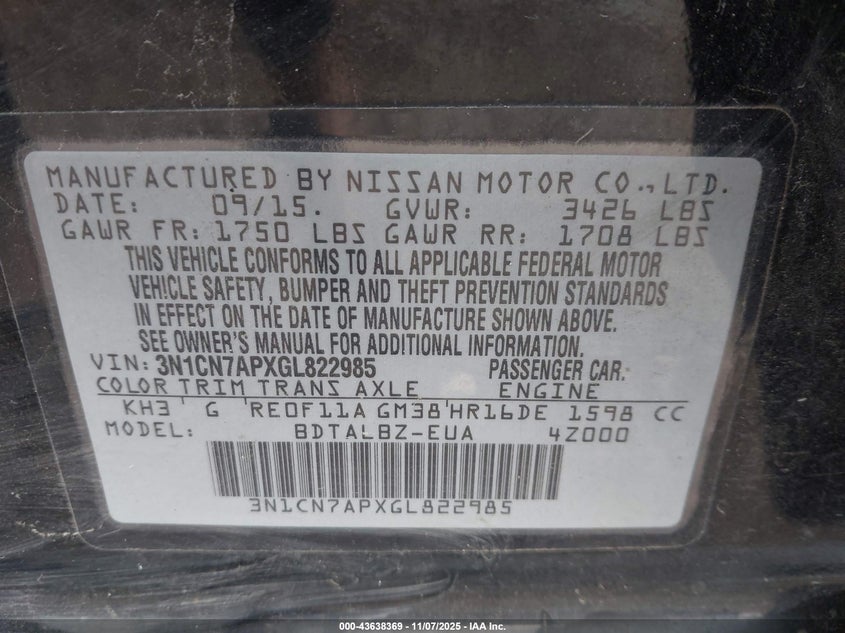 MANUFACTURED BY NISSAN MOTOR CO., LTD.
DATE: 09/15. GVWR: 3426 LBS
GAWR FR: 1750 LBS GAWR RR: 1708 LBS
THIS VEHICLE CONFORMS TO ALL APPLICABLE FEDERAL MOTOR
VEHICLE SAFETY, BUMPER AND THEFT PREVENTION STANDARDS
IN EFFECT ON THE DATE OF MANUFACTURE SHOWN ABOVE.
SEE OWNER'S MANUAL FOR ADDITIONAL INFORMATION.
VIN: 3N1CN7APXGL822985 PASSENGER CAR.
COLOR TRIM TRANS AXLE ENGINE
KH3 G RE0F11A GM38 HR16DE 1598 CC
MODEL: BDTALBZ-EUA 4Z000
3N1CN7APXGL822985
000-43638369 - 11/07/2025 - IAA Inc.